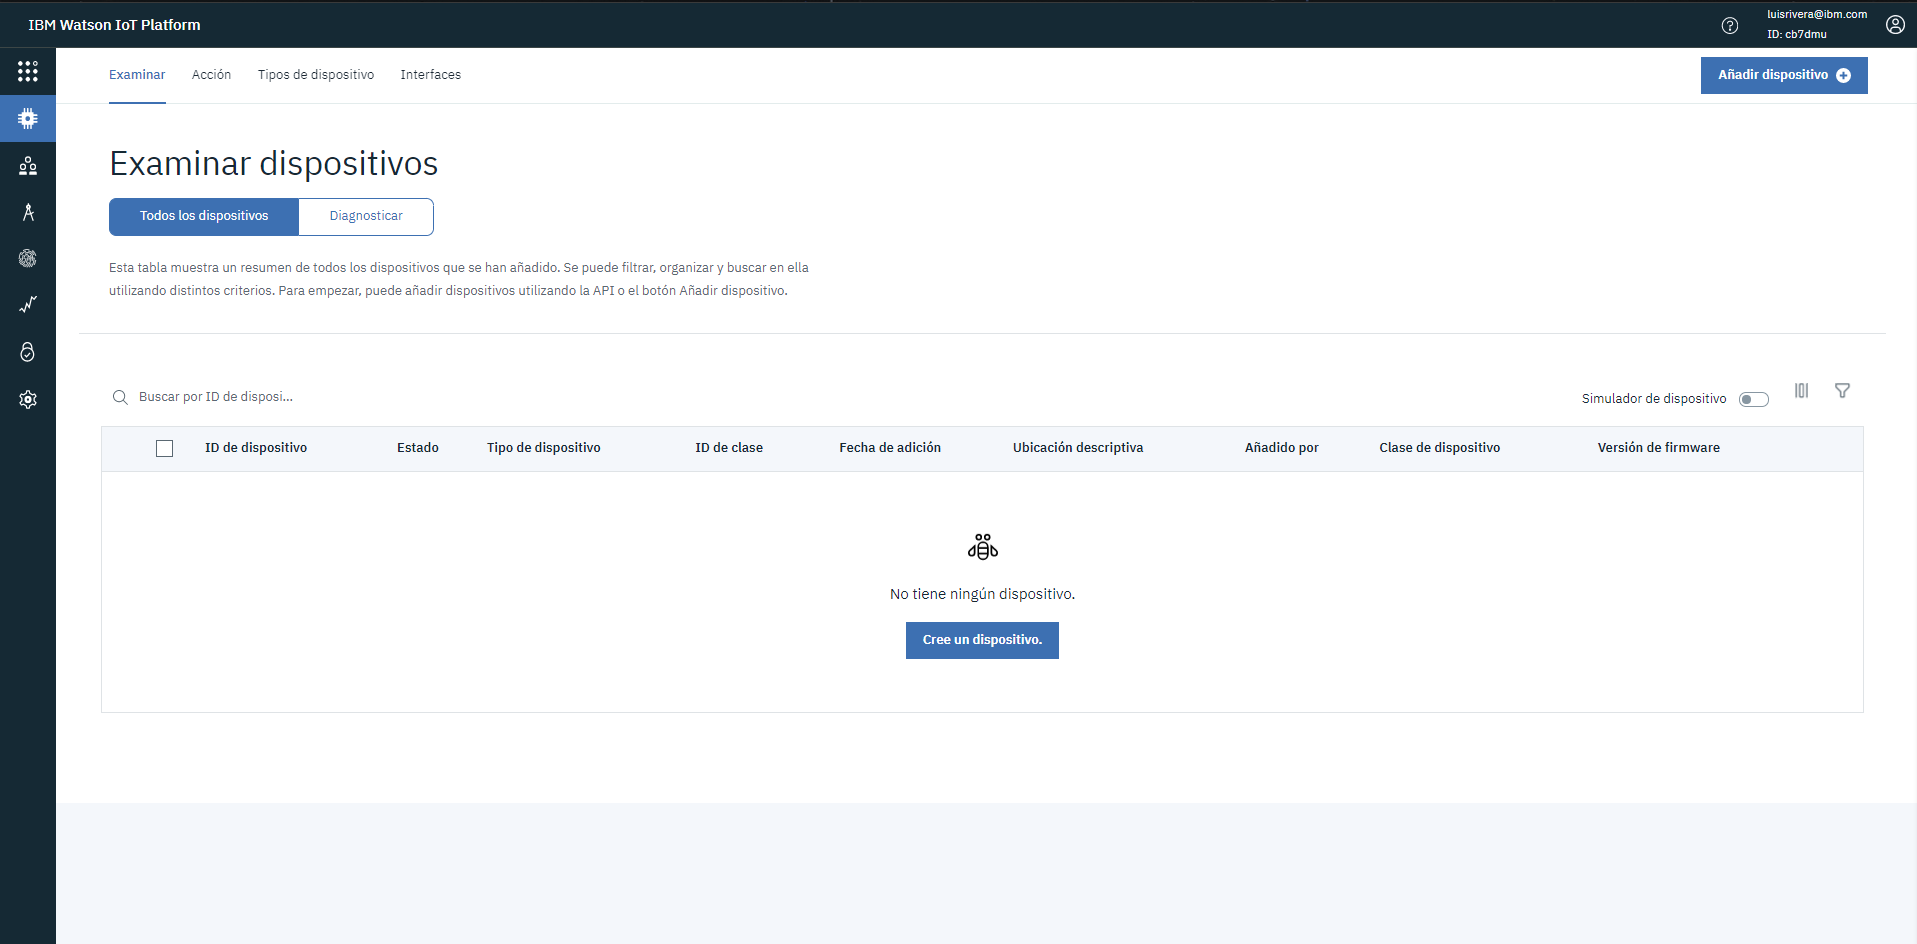 IBM Watson IoT Platform
luisrivera@ibm.com
ID: cb7dmu
Examinar Acción Tipos de dispositivo Interfaces
Añadir dispositivo
Examinar dispositivos
Todos los dispositivos Diagnosticar
Esta tabla muestra un resumen de todos los dispositivos que se han añadido. Se puede filtrar, organizar y buscar en ella
utilizando distintos criterios. Para empezar, puede añadir dispositivos utilizando la API o el botón Añadir dispositivo.
Buscar por ID de disposi...
Simulador de dispositivo
ID de dispositivo Estado Tipo de dispositivo ID de clase Fecha de adición Ubicación descriptiva Añadido por Clase de dispositivo Versión de firmware
No tiene ningún dispositivo.
Cree un dispositivo.